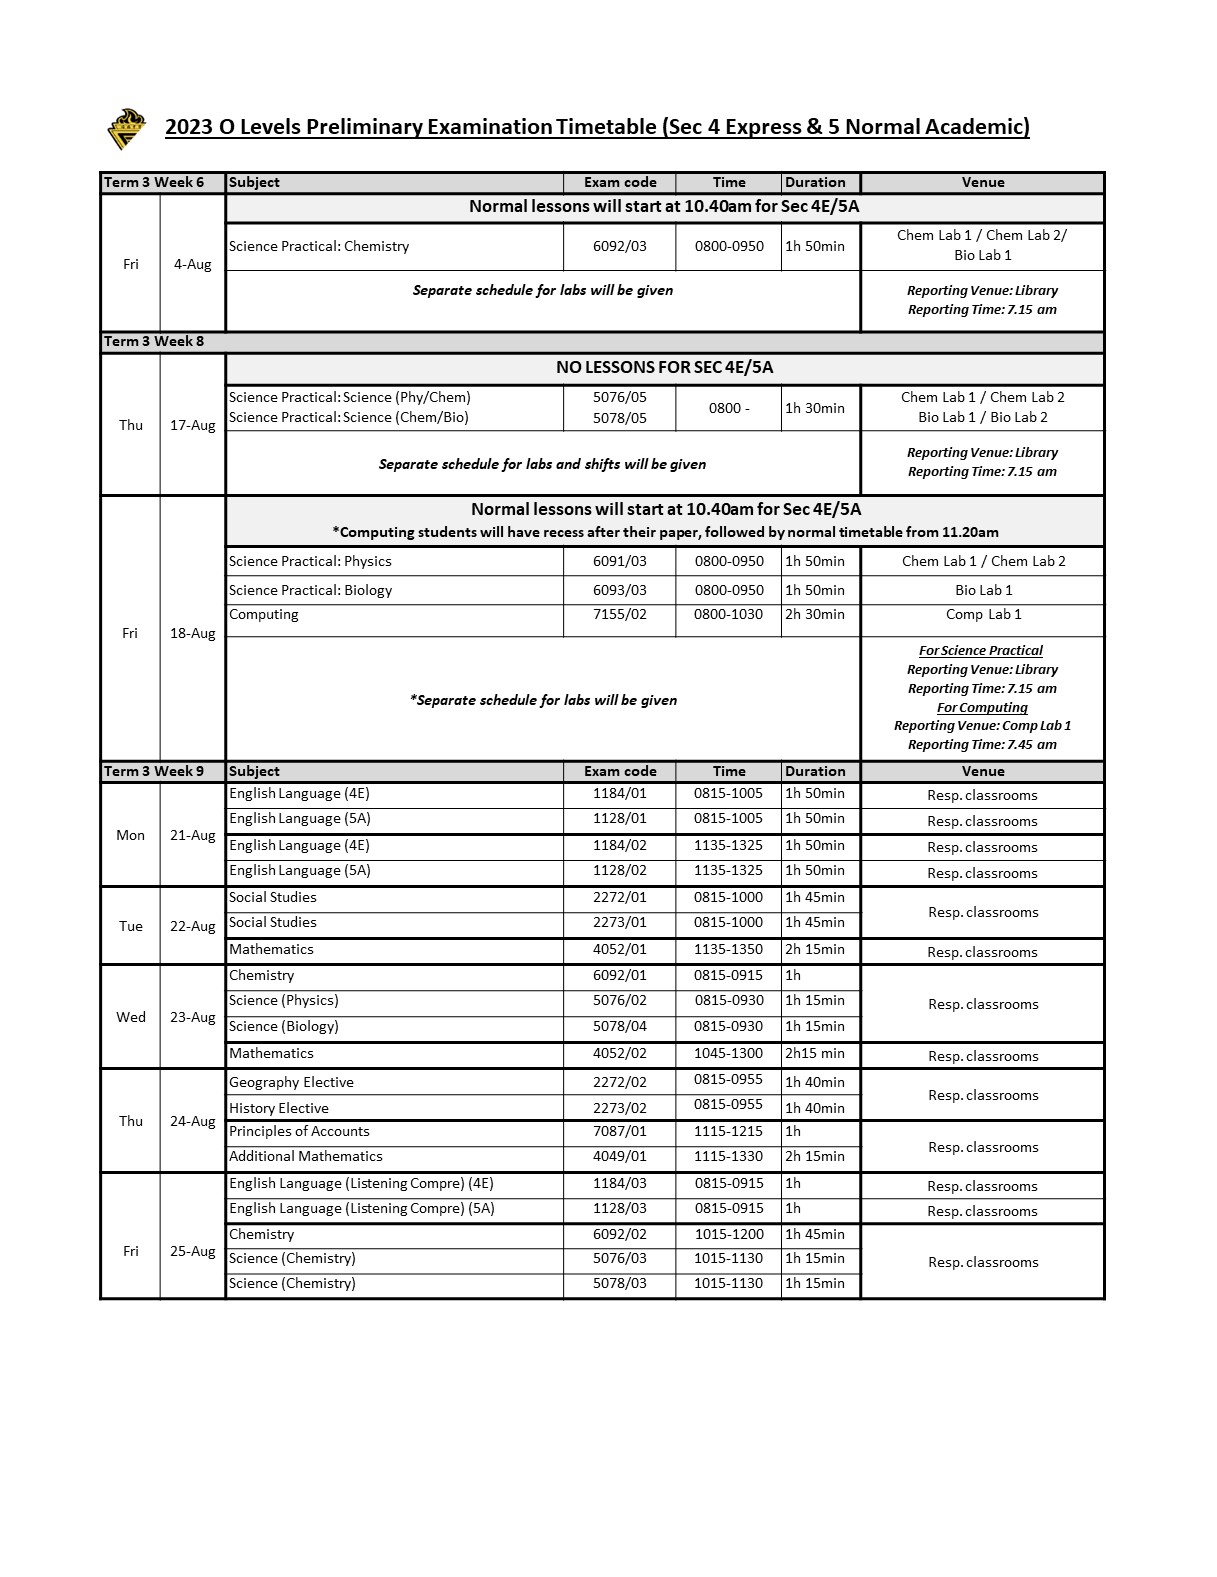 2023 O Levels Preliminary Examination Timetable (Sec 4 Express & 5 Normal Academic)
Term 3 Week 6 Subject Exam code Time Duration Venue
Normal lessons will start at 10.40am for Sec 4E/5A
Fri 4-Aug Science Practical: Chemistry 6092/03 0800-0950 1h 50min Chem Lab 1 / Chem Lab 2/
Bio Lab 1
Separate schedule for labs will be given Reporting Venue: Library
Reporting Time: 7.15 am
Term 3 Week 8
NO LESSONS FOR SEC 4E/5A
Thu 17-Aug Science Practical: Science (Phy/Chem) 5076/05 0800 - 1h 30min Chem Lab 1 / Chem Lab 2
Science Practical: Science (Chem/Bio) 5078/05 Bio Lab 1 / Bio Lab 2
Separate schedule for labs and shifts will be given Reporting Venue: Library
Reporting Time: 7.15 am
Normal lessons will start at 10.40am for Sec 4E/5A
*Computing students will have recess after their paper, followed by normal timetable from 11.20am
Fri 18-Aug Science Practical: Physics 6091/03 0800-0950 1h 50min Chem Lab 1 / Chem Lab 2
Science Practical: Biology 6093/03 0800-0950 1h 50min Bio Lab 1
Computing 7155/02 0800-1030 2h 30min Comp Lab 1
*Separate schedule for labs will be given For Science Practical
Reporting Venue: Library
Reporting Time: 7.15 am
For Computing
Reporting Venue: Comp Lab 1
Reporting Time: 7.45 am
Term 3 Week 9 Subject Exam code Time Duration Venue
Mon 21-Aug English Language (4E) 1184/01 0815-1005 1h 50min Resp. classrooms
English Language (5A) 1128/01 0815-1005 1h 50min Resp. classrooms
English Language (4E) 1184/02 1135-1325 1h 50min Resp. classrooms
English Language (5A) 1128/02 1135-1325 1h 50min Resp. classrooms
Tue 22-Aug Social Studies 2272/01 0815-1000 1h 45min Resp. classrooms
Social Studies 2273/01 0815-1000 1h 45min
Mathematics 4052/01 1135-1350 2h 15min Resp. classrooms
Wed 23-Aug Chemistry 6092/01 0815-0915 1h Resp. classrooms
Science (Physics) 5076/02 0815-0930 1h 15min
Science (Biology) 5078/04 0815-0930 1h 15min
Mathematics 4052/02 1045-1300 2h15 min Resp. classrooms
Thu 24-Aug Geography Elective 2272/02 0815-0955 1h 40min Resp. classrooms
History Elective 2273/02 0815-0955 1h 40min
Principles of Accounts 7087/01 1115-1215 1h Resp. classrooms
Additional Mathematics 4049/01 1115-1330 2h 15min
Fri 25-Aug English Language (Listening Compre) (4E) 1184/03 0815-0915 1h Resp. classrooms
English Language (Listening Compre) (5A) 1128/03 0815-0915 1h Resp. classrooms
Chemistry 6092/02 1015-1200 1h 45min Resp. classrooms
Science (Chemistry) 5076/03 1015-1130 1h 15min
Science (Chemistry) 5078/03 1015-1130 1h 15min